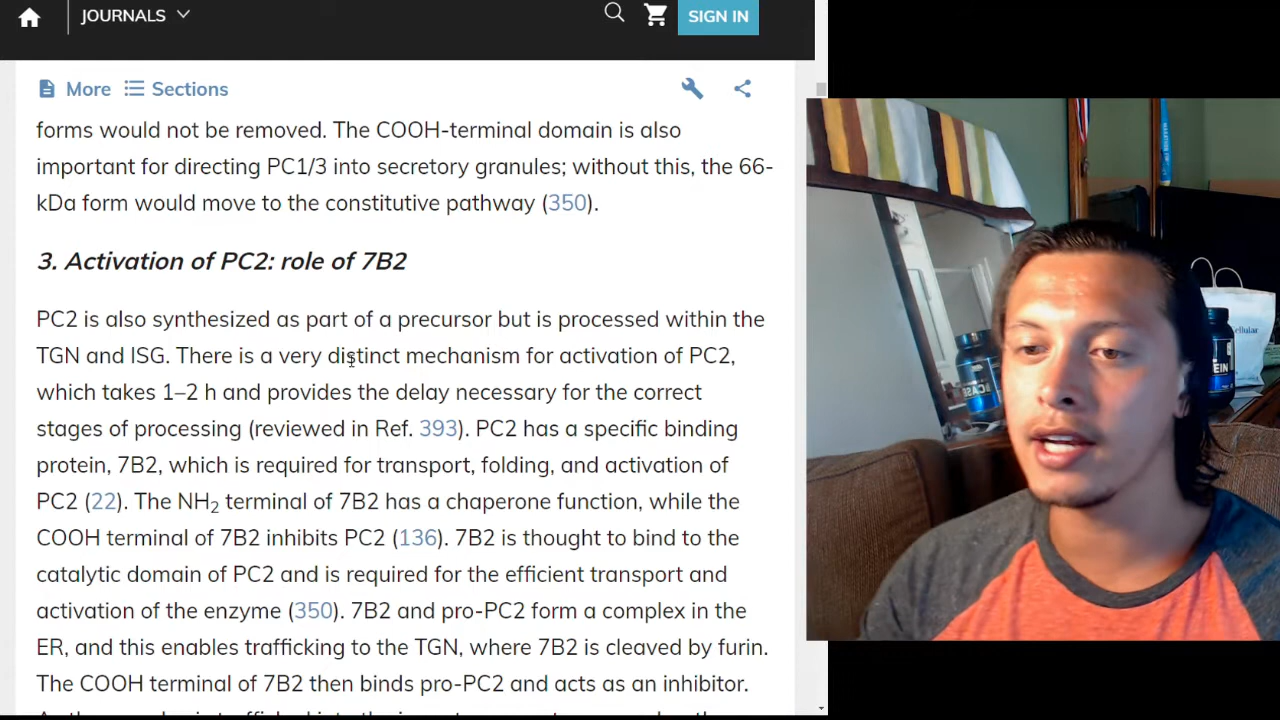 JOURNALS
SIGN IN
More
Sections
forms would not be removed. The COOH-terminal domain is also
important for directing PC1/3 into secretory granules; without this, the 66-
kDa form would move to the constitutive pathway (350).
3. Activation of PC2: role of 7B2
PC2 is also synthesized as part of a precursor but is processed within the
TGN and ISG. There is a very distinct mechanism for activation of PC2,
which takes 1–2 h and provides the delay necessary for the correct
stages of processing (reviewed in Ref. 393). PC2 has a specific binding
protein, 7B2, which is required for transport, folding, and activation of
PC2 (22). The NH2 terminal of 7B2 has a chaperone function, while the
COOH terminal of 7B2 inhibits PC2 (136). 7B2 is thought to bind to the
catalytic domain of PC2 and is required for the efficient transport and
activation of the enzyme (350). 7B2 and pro-PC2 form a complex in the
ER, and this enables trafficking to the TGN, where 7B2 is cleaved by furin.
The COOH terminal of 7B2 then binds pro-PC2 and acts as an inhibitor.